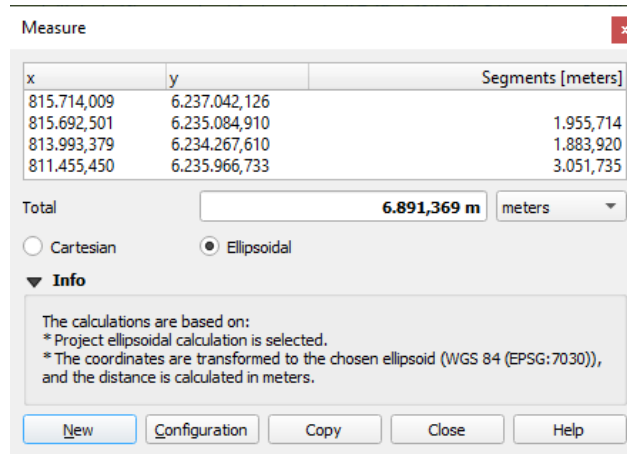 Measure
x y Segments [meters]
815.714,009 6.237.042,126
815.692,501 6.235.084,910 1.955,714
813.993,379 6.234.267,610 1.883,920
811.455,450 6.235.966,733 3.051,735
Total 6.891,369 m meters
Cartesian Ellipsoidal
Info
The calculations are based on:
* Project ellipsoidal calculation is selected.
* The coordinates are transformed to the chosen ellipsoid (WGS 84 (EPSG:7030)),
and the distance is calculated in meters.
New Configuration Copy Close Help